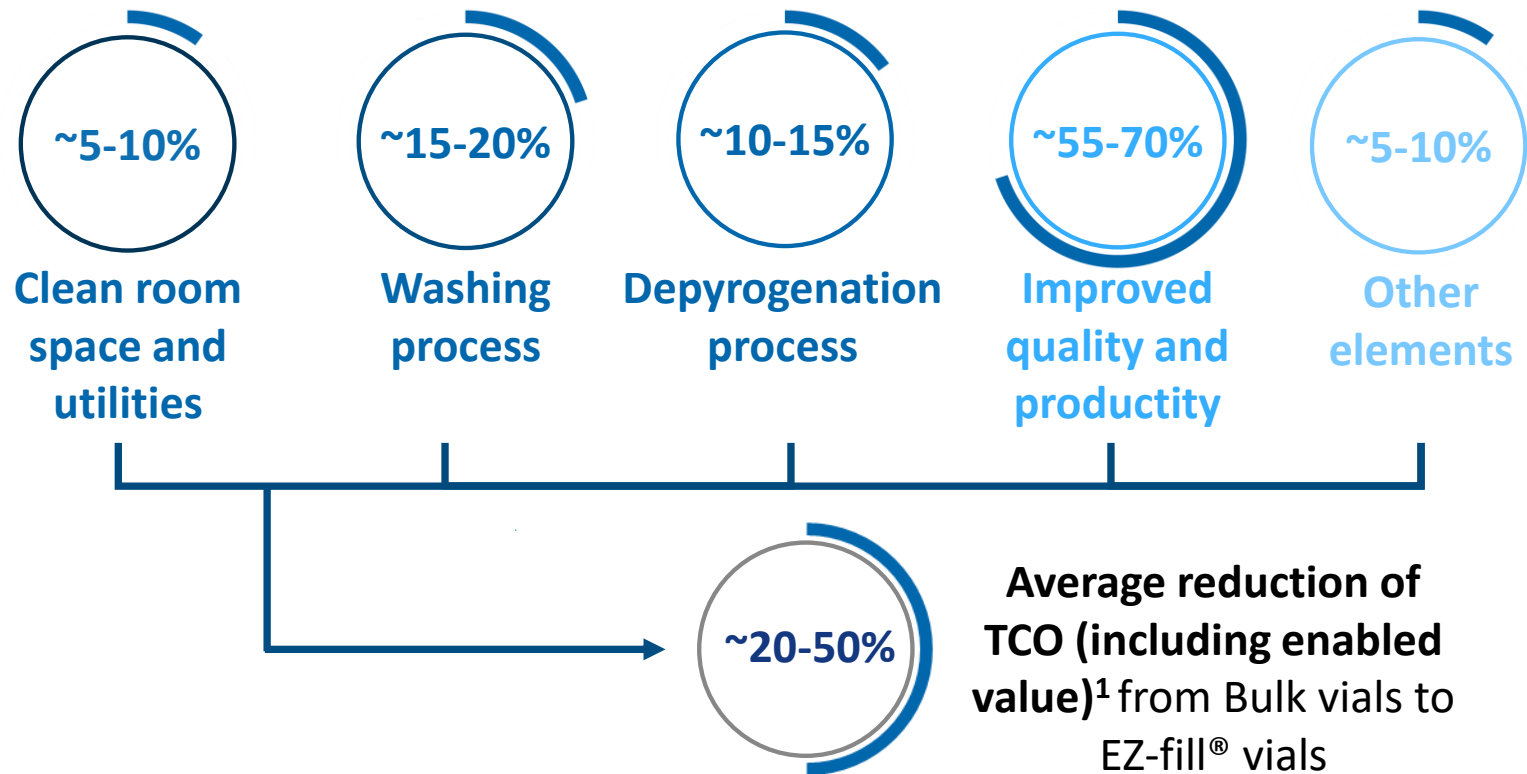 ~5-10%
~15-20%
~10-15%
~55-70%
~5-10%
Clean room
space and
utilities
Washing
process
Depyrogenation
process
Improved
quality and
productity
Other
elements
~20-50%
Average reduction of
TCO (including enabled
value)¹ from Bulk vials to
EZ-fill® vials